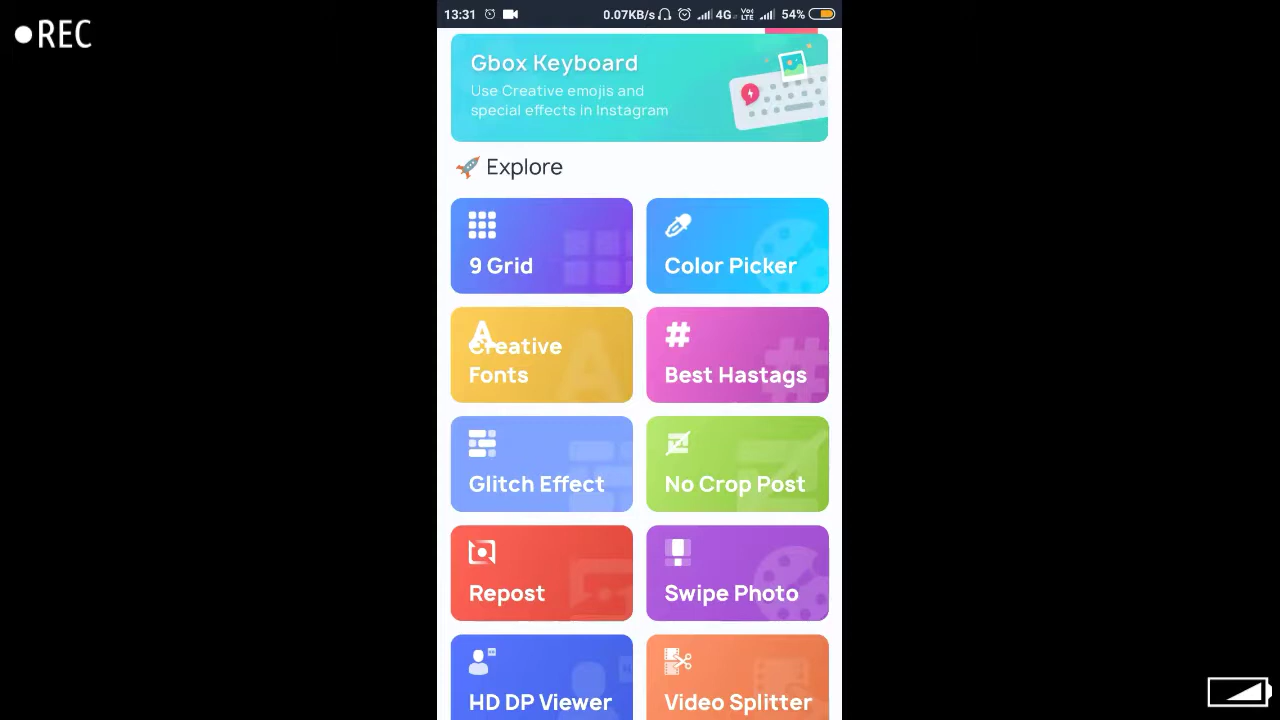 REC
13:31 0.07KB/s 4G Vo) LTE 54%
Gbox Keyboard
Use Creative emojis and
special effects in Instagram
Explore
9 Grid
Color Picker
Creative
Fonts
Best Hastags
Glitch Effect
No Crop Post
Repost
Swipe Photo
HD DP Viewer
Video Splitter